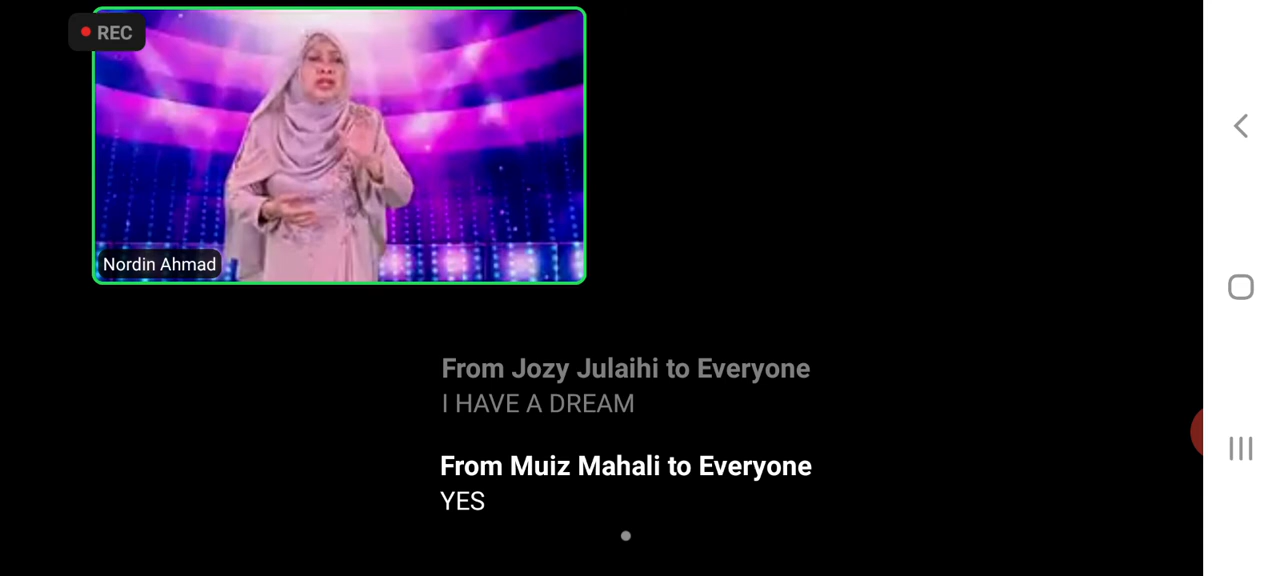 REC
Nordin Ahmad
From Jozy Julaihi to Everyone
I HAVE A DREAM
From Muiz Mahali to Everyone
YES